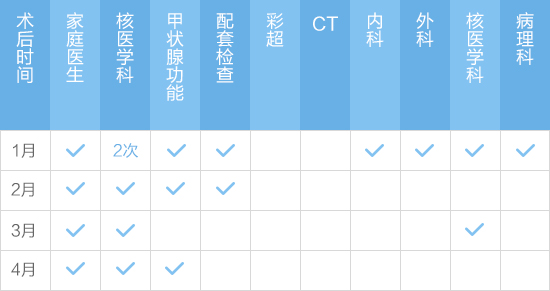 术后时间 家庭医生 核医学科 甲状腺功能 配套检查 彩超 CT 内科 外科 核医学科 病理科
1月 ✓ 2次 ✓ ✓ ✓ ✓ ✓ ✓
2月 ✓ ✓ ✓ ✓
3月 ✓ ✓ ✓
4月 ✓ ✓ ✓